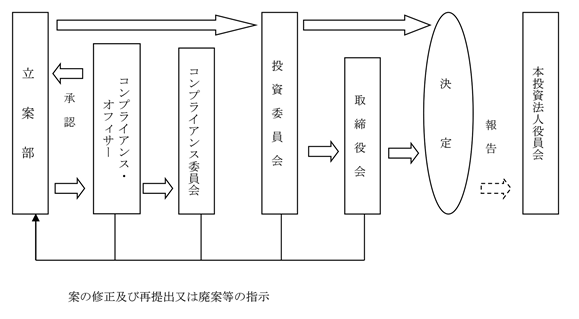 立案部
承認
コンプライアンス・
オフィサー
コンプライアンス委員会
投資委員会
取締役会
決定
報告
本投資法人役員会
案の修正及び再提出又は廃案等の指示